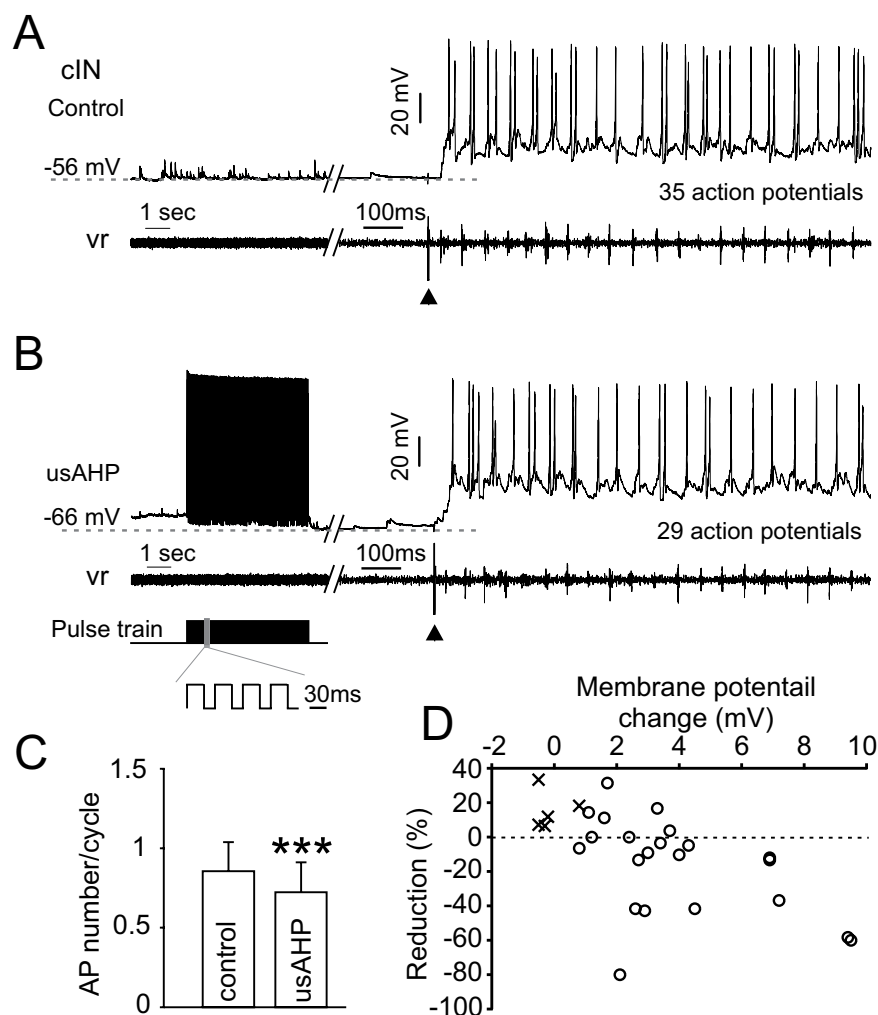 A
cIN
Control
20 mV
-56 mV
35 action potentials
1 sec
100ms
vr
B
20 mV
usAHP
-66 mV
29 action potentials
1 sec
100ms
vr
Pulse train
30ms
C
AP number/cycle
1.5
1
0.5
0
***
control
usAHP
D
Membrane potentail
change (mV)
-2 0 2 4 6 8 10
Reduction (%)
40
20
0
-20
-40
-60
-80
-100